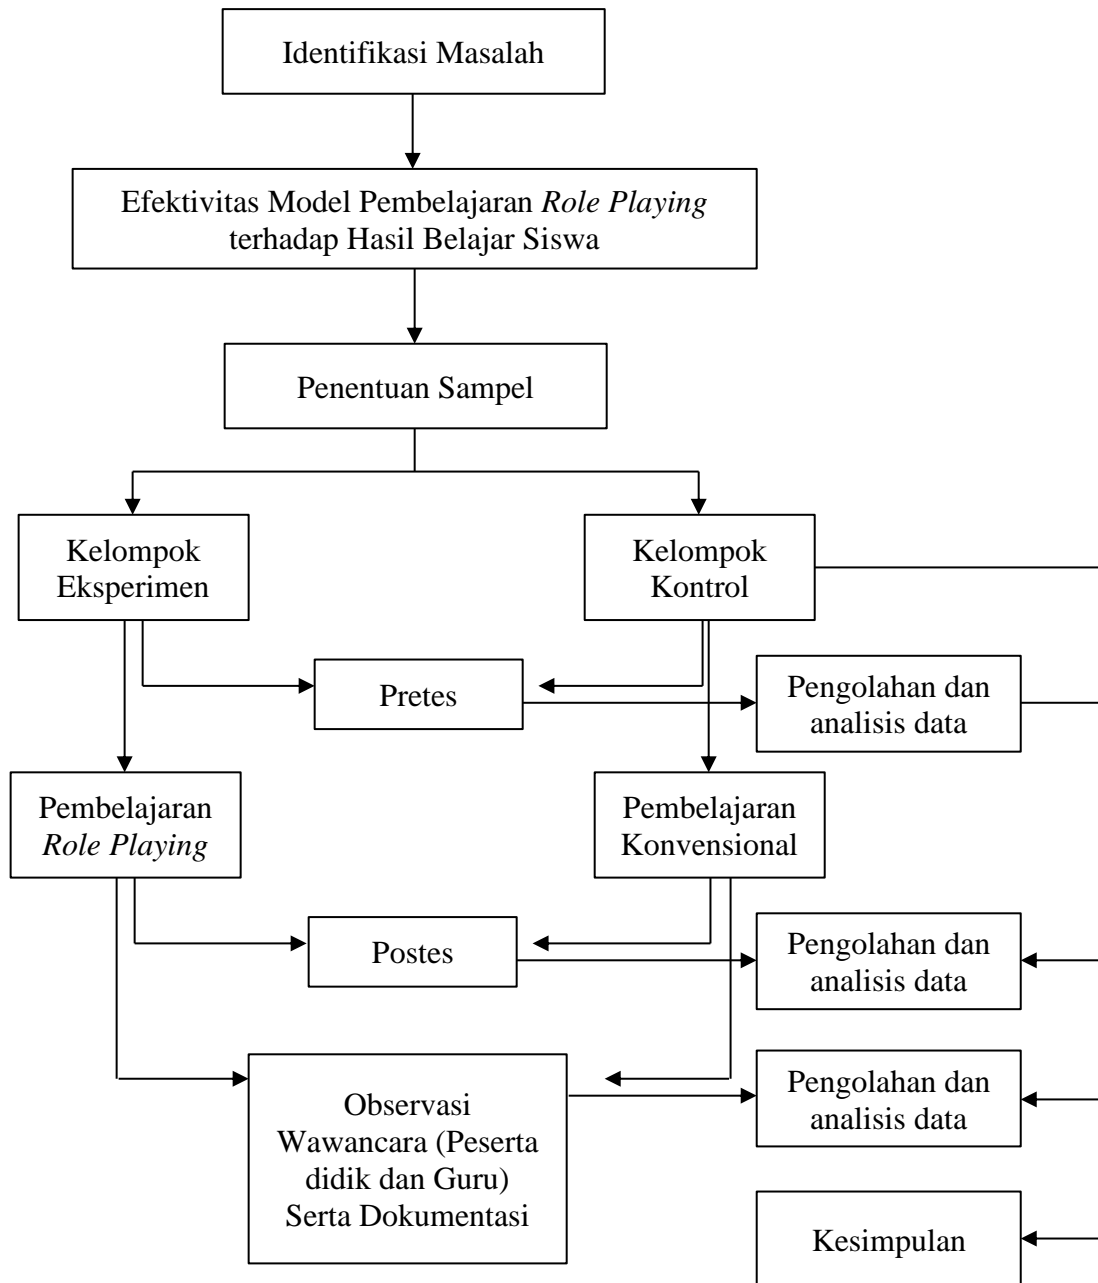 Identifikasi Masalah
Efektivitas Model Pembelajaran Role Playing
terhadap Hasil Belajar Siswa
Penentuan Sampel
Kelompok
Eksperimen
Kelompok
Kontrol
Pretes
Pengolahan dan
analisis data
Pembelajaran
Role Playing
Pembelajaran
Konvensional
Postes
Pengolahan dan
analisis data
Observasi
Wawancara (Peserta
didik dan Guru)
Serta Dokumentasi
Pengolahan dan
analisis data
Kesimpulan